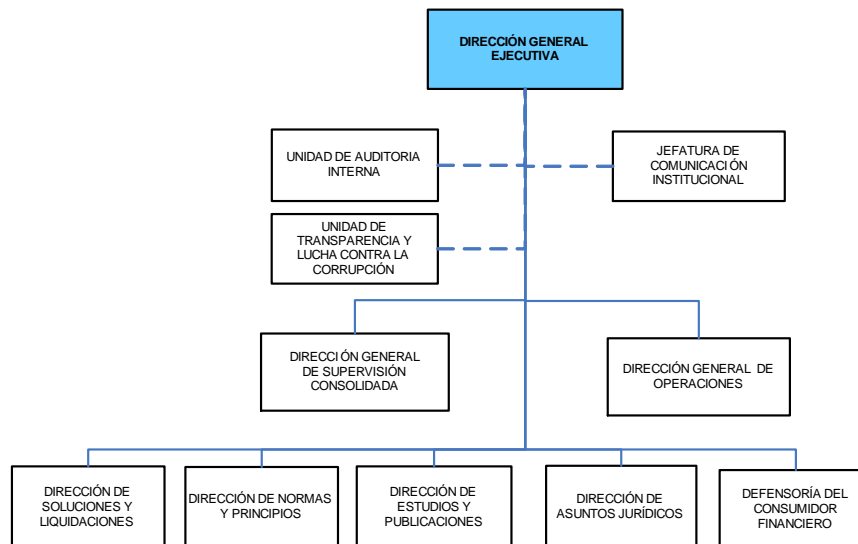 DIRECCIÓN GENERAL
EJECUTIVA
UNIDAD DE AUDITORIA
INTERNA
JEFATURA DE
COMUNICACIÓN
INSTITUCIONAL
UNIDAD DE
TRANSPARENCIA Y
LUCHA CONTRA LA
CORRUPCIÓN
DIRECCIÓN GENERAL
DE SUPERVISIÓN
CONSOLIDADA
DIRECCIÓN GENERAL DE
OPERACIONES
DIRECCIÓN DE
SOLUCIONES Y
LIQUIDACIONES
DIRECCIÓN DE NORMAS
Y PRINCIPIOS
DIRECCIÓN DE
ESTUDIOS Y
PUBLICACIONES
DIRECCIÓN DE
ASUNTOS JURÍDICOS
DEFENSORÍA DEL
CONSUMIDOR
FINANCIERO